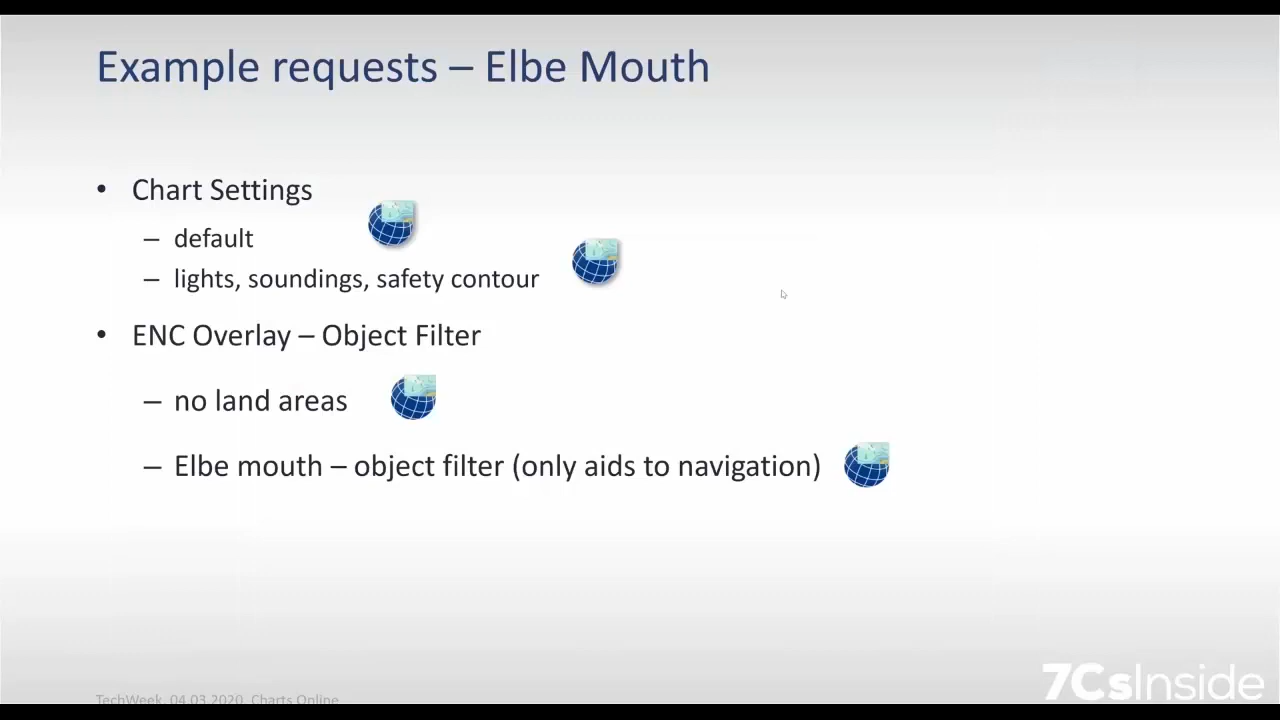 Example requests – Elbe Mouth
• Chart Settings
– default
– lights, soundings, safety contour
• ENC Overlay – Object Filter
– no land areas
– Elbe mouth – object filter (only aids to navigation)
TechWeek, 04.03.2020, Charts Online
7CsInside